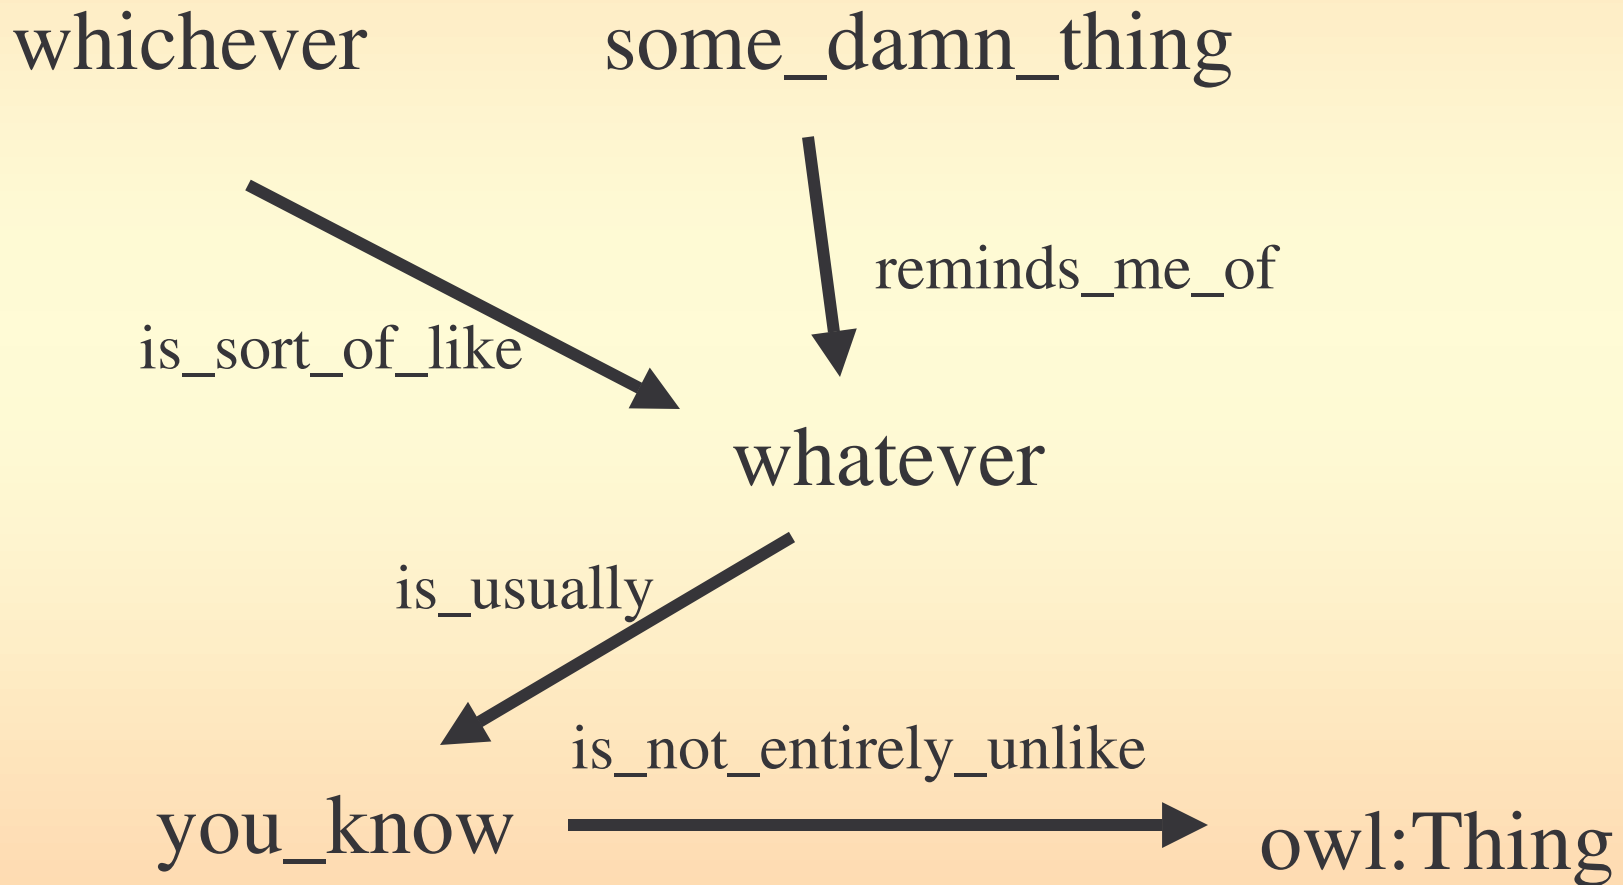 whichever
some_damn_thing
reminds_me_of
is_sort_of_like
whatever
is_usually
is_not_entirely_unlike
you_know
owl:Thing